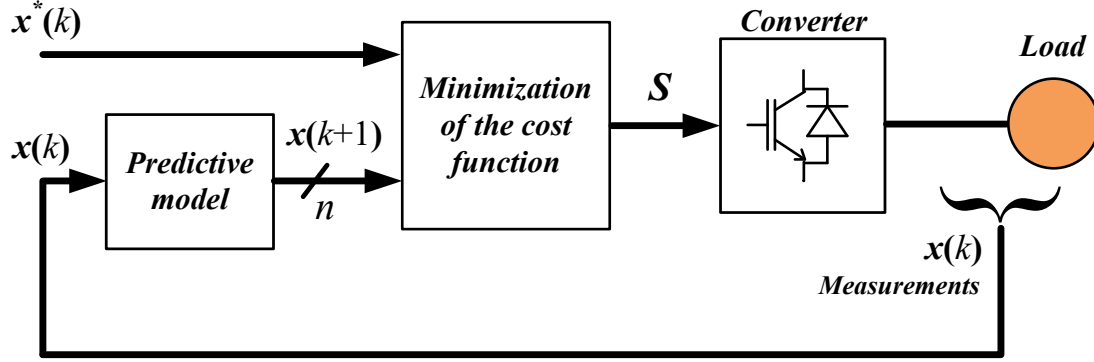 x*(k)
Converter
Load
Minimization
of the cost
function
S
x(k)
Predictive
model
x(k+1)
n
x(k)
Measurements